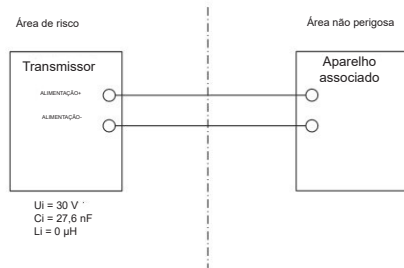 Área de risco
Área não perigosa
Transmissor
Aparelho
associado
ALIMENTAÇÃO+
ALIMENTAÇÃO-
Ui = 30 V
Ci = 27,6 nF
Li = 0 µH